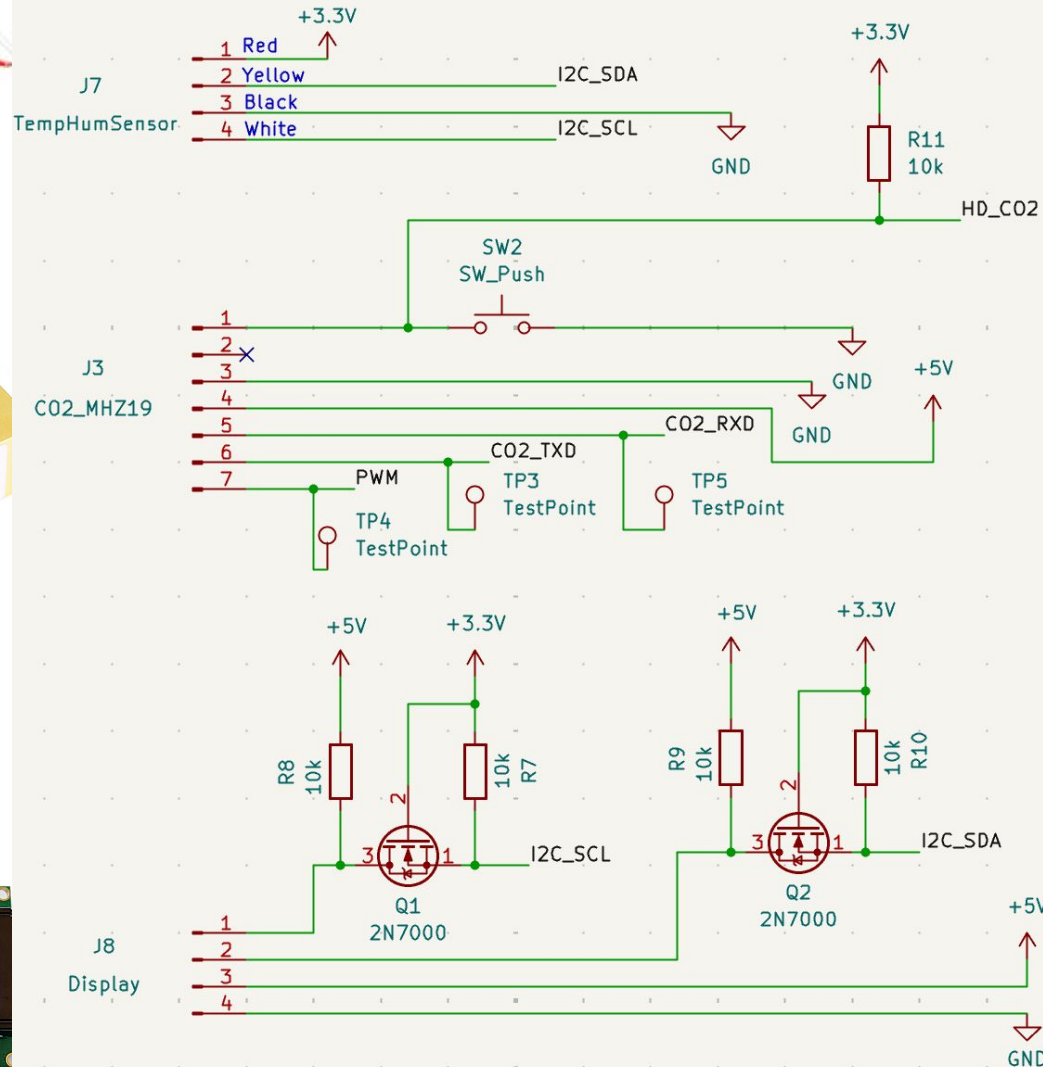 +3.3V
1 Red
2 Yellow
I2C_SDA
3 Black
4 White
I2C_SCL
GND
J7
TempHumSensor
+3.3V
R11
10k
HD_CO2
SW2
SW_Push
GND
J3
CO2_MHZ19
1
2
3
4
5
6
7
GND
+5V
CO2_RXD
CO2_TXD
PWM
TP3
TestPoint
TP5
TestPoint
TP4
TestPoint
+5V
+3.3V
R8
10k
10k
R7
2
3
1
I2C_SCL
Q1
2N7000
+5V
+3.3V
R9
10k
10k
R10
2
3
1
I2C_SDA
Q2
2N7000
J8
Display
1
2
3
4
+5V
GND